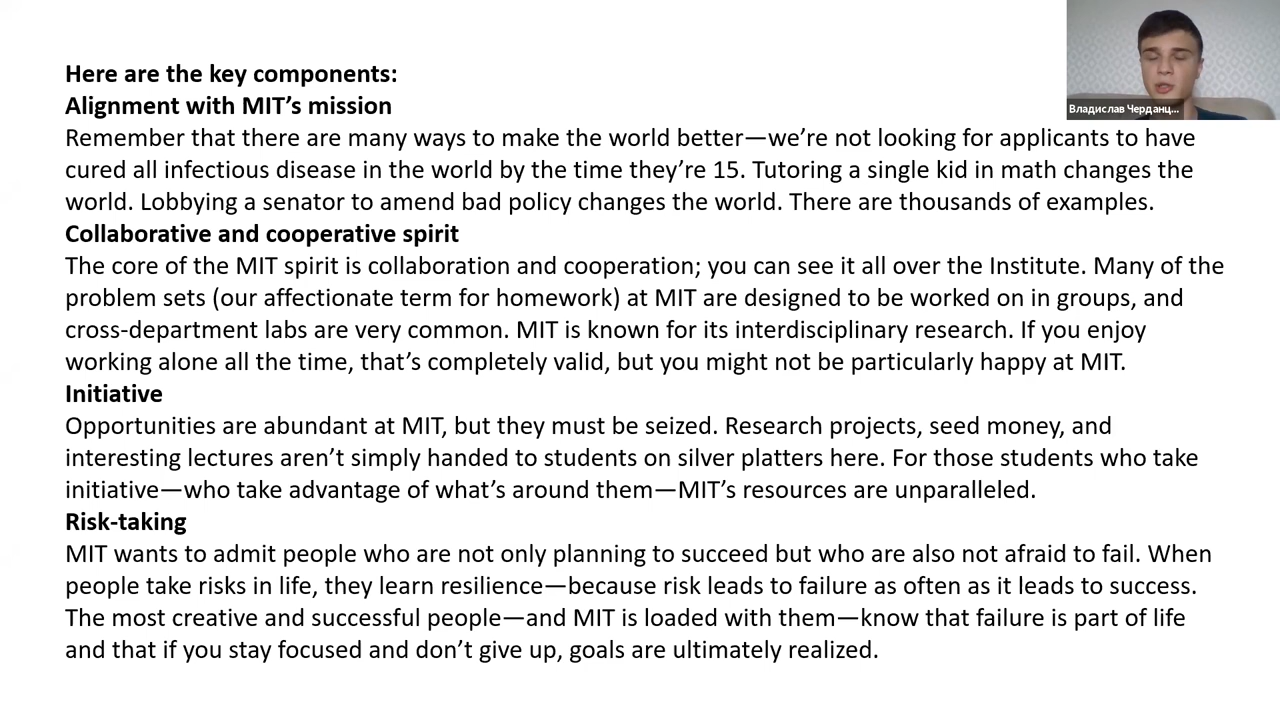 Here are the key components:
Alignment with MIT’s mission
Remember that there are many ways to make the world better—we’re not looking for applicants to have
cured all infectious disease in the world by the time they’re 15. Tutoring a single kid in math changes the
world. Lobbying a senator to amend bad policy changes the world. There are thousands of examples.
Collaborative and cooperative spirit
The core of the MIT spirit is collaboration and cooperation; you can see it all over the Institute. Many of the
problem sets (our affectionate term for homework) at MIT are designed to be worked on in groups, and
cross-department labs are very common. MIT is known for its interdisciplinary research. If you enjoy
working alone all the time, that’s completely valid, but you might not be particularly happy at MIT.
Initiative
Opportunities are abundant at MIT, but they must be seized. Research projects, seed money, and
interesting lectures aren’t simply handed to students on silver platters here. For those students who take
initiative—who take advantage of what’s around them—MIT’s resources are unparalleled.
Risk-taking
MIT wants to admit people who are not only planning to succeed but who are also not afraid to fail. When
people take risks in life, they learn resilience—because risk leads to failure as often as it leads to success.
The most creative and successful people—and MIT is loaded with them—know that failure is part of life
and that if you stay focused and don’t give up, goals are ultimately realized.
Владислав Черданц...